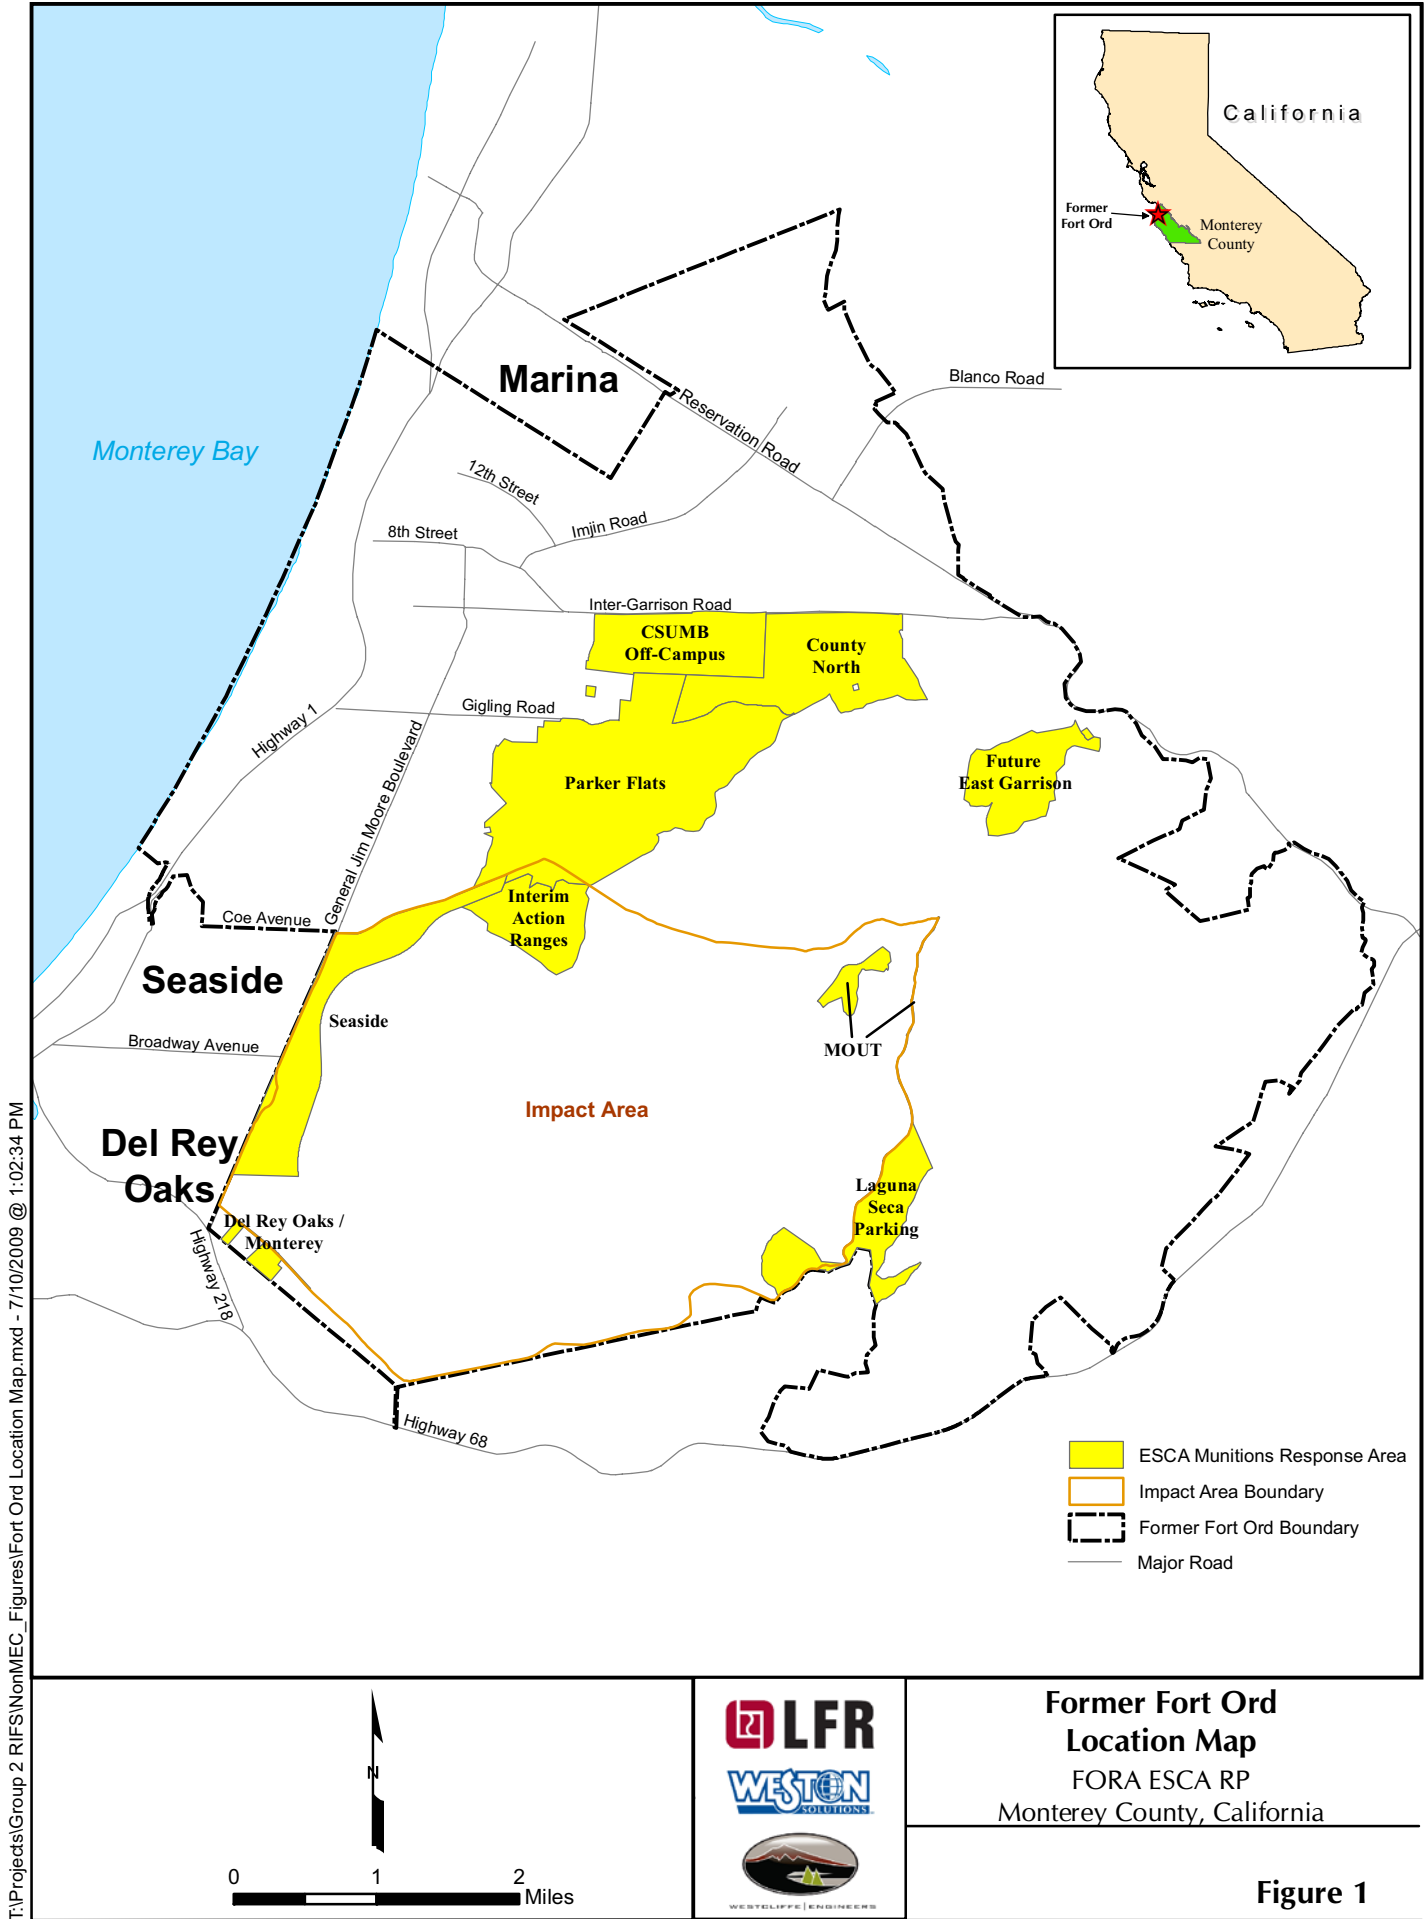 California
Former
Fort Ord
Monterey
County
Marina
Blanco Road
Reservation Road
Monterey Bay
12th Street
Imjin Road
8th Street
Inter-Garrison Road
CSUMB
Off-Campus
County
North
Gigling Road
Highway 1
General Jim Moore Boulevard
Parker Flats
Future
East Garrison
Interim
Action
Ranges
Coe Avenue
Seaside
Seaside
MOUT
Broadway Avenue
Impact Area
Del Rey
Oaks
Laguna
Seca
Parking
Del Rey Oaks /
Monterey
Highway 218
Highway 68
ESCA Munitions Response Area
Impact Area Boundary
Former Fort Ord Boundary
Major Road
T:\Projects\Group 2 RIFS\NonMEC_Figures\Fort Ord Location Map.mxd - 7/10/2009 @ 1:02:34 PM
N
0 1 2
Miles
LFR
WESTON
SOLUTIONS
WESTCLIFFE | ENGINEERS
Former Fort Ord
Location Map
FORA ESCA RP
Monterey County, California
Figure 1